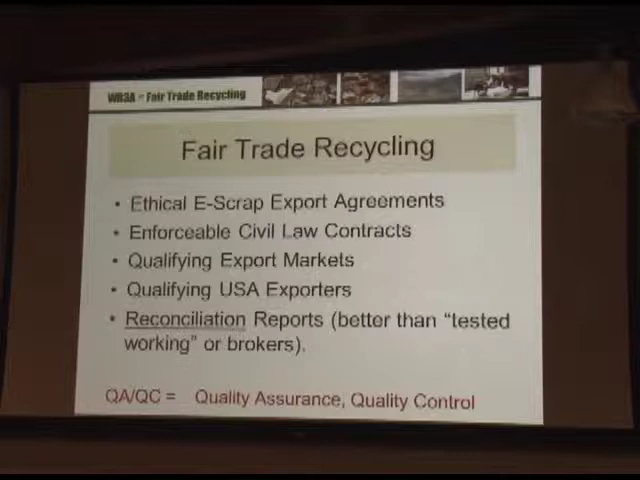 WR3A = Fair Trade Recycling
Fair Trade Recycling
• Ethical E-Scrap Export Agreements
• Enforceable Civil Law Contracts
• Qualifying Export Markets
• Qualifying USA Exporters
• Reconciliation Reports (better than “tested
working” or brokers).
QA/QC = Quality Assurance, Quality Control